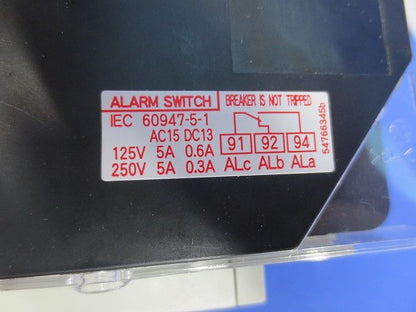 ALARM SWITCH BREAKER IS NOT TRIPPED
IEC 60947-5-1
AC15 DC13
125V 5A 0.6A 91 92 94
250V 5A 0.3A ALc ALb ALa
54766345b